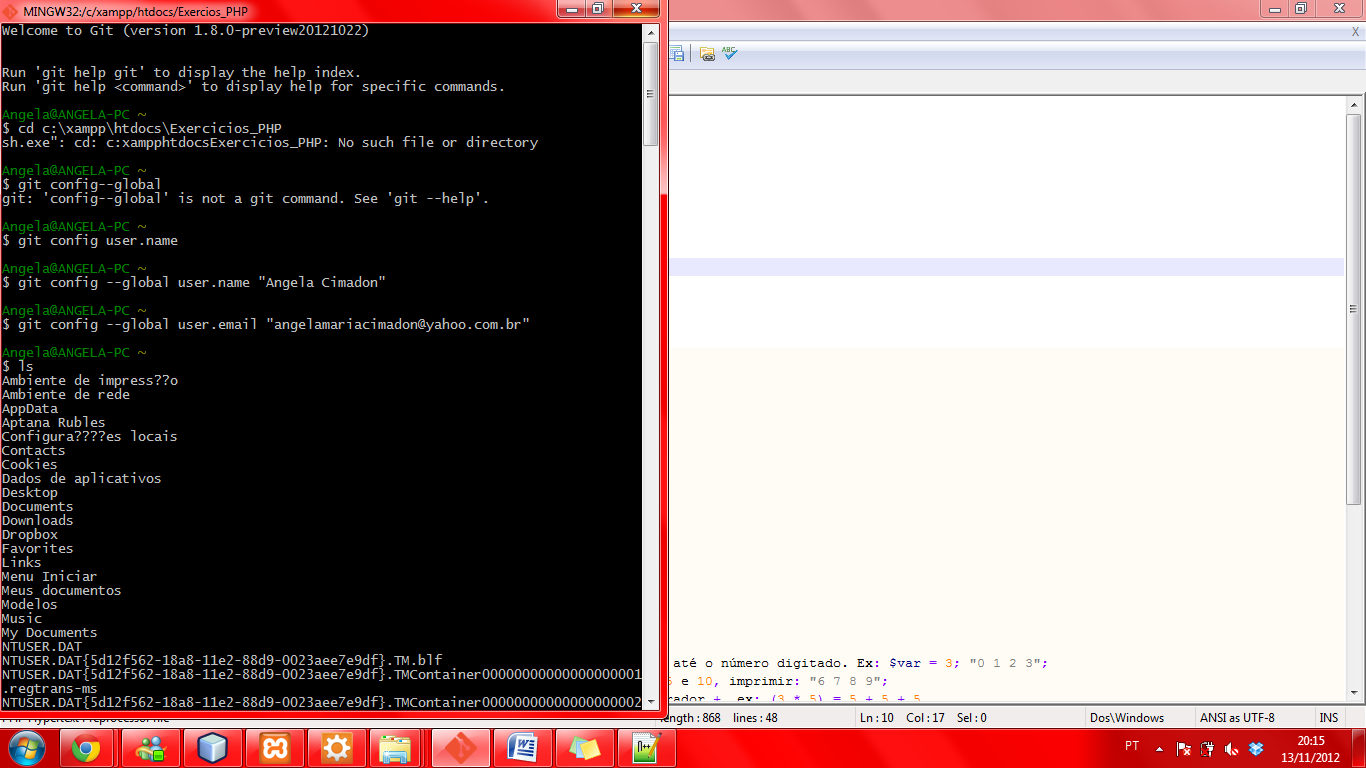 MINGW32:/c/xampp/htdocs/Exercios_PHP
Welcome to Git (version 1.8.0-preview20121022)
Run 'git help git' to display the help index.
Run 'git help <command>' to display help for specific commands.
Angela@ANGELA-PC ~
$ cd c:\xampp\htdocs\Exercicios_PHP
sh.exe": cd: c:xampphtdocsExercicios_PHP: No such file or directory
Angela@ANGELA-PC ~
$ git config--global
git: 'config--global' is not a git command. See 'git --help'.
Angela@ANGELA-PC ~
$ git config user.name
Angela@ANGELA-PC ~
$ git config --global user.name "Angela Cimadon"
Angela@ANGELA-PC ~
$ git config --global user.email "angelamariacimadon@yahoo.com.br"
Angela@ANGELA-PC ~
$ ls
Ambiente de impress??o
Ambiente de rede
AppData
Aptana Rubles
Configura????es locais
Contacts
Cookies
Dados de aplicativos
Desktop
Documents
Downloads
Dropbox
Favorites
Links
Menu Iniciar
Meus documentos
Modelos
Music
My Documents
NTUSER.DAT
NTUSER.DAT{5d12f562-18a8-11e2-88d9-0023aee7e9df}.TM.blf
NTUSER.DAT{5d12f562-18a8-11e2-88d9-0023aee7e9df}.TMContainer00000000000000000001
.regtrans-ms
NTUSER.DAT{5d12f562-18a8-11e2-88d9-0023aee7e9df}.TMContainer00000000000000000002
X
ABC
até o número digitado. Ex: $var = 3; "0 1 2 3";
e 10, imprimir: "6 7 8 9";
ex: (3 * 5) = 5 + 5 + 5
length : 868 lines : 48 Ln : 10 Col : 17 Sel : 0 Dos\Windows ANSI as UTF-8 INS
PT
20:15
13/11/2012